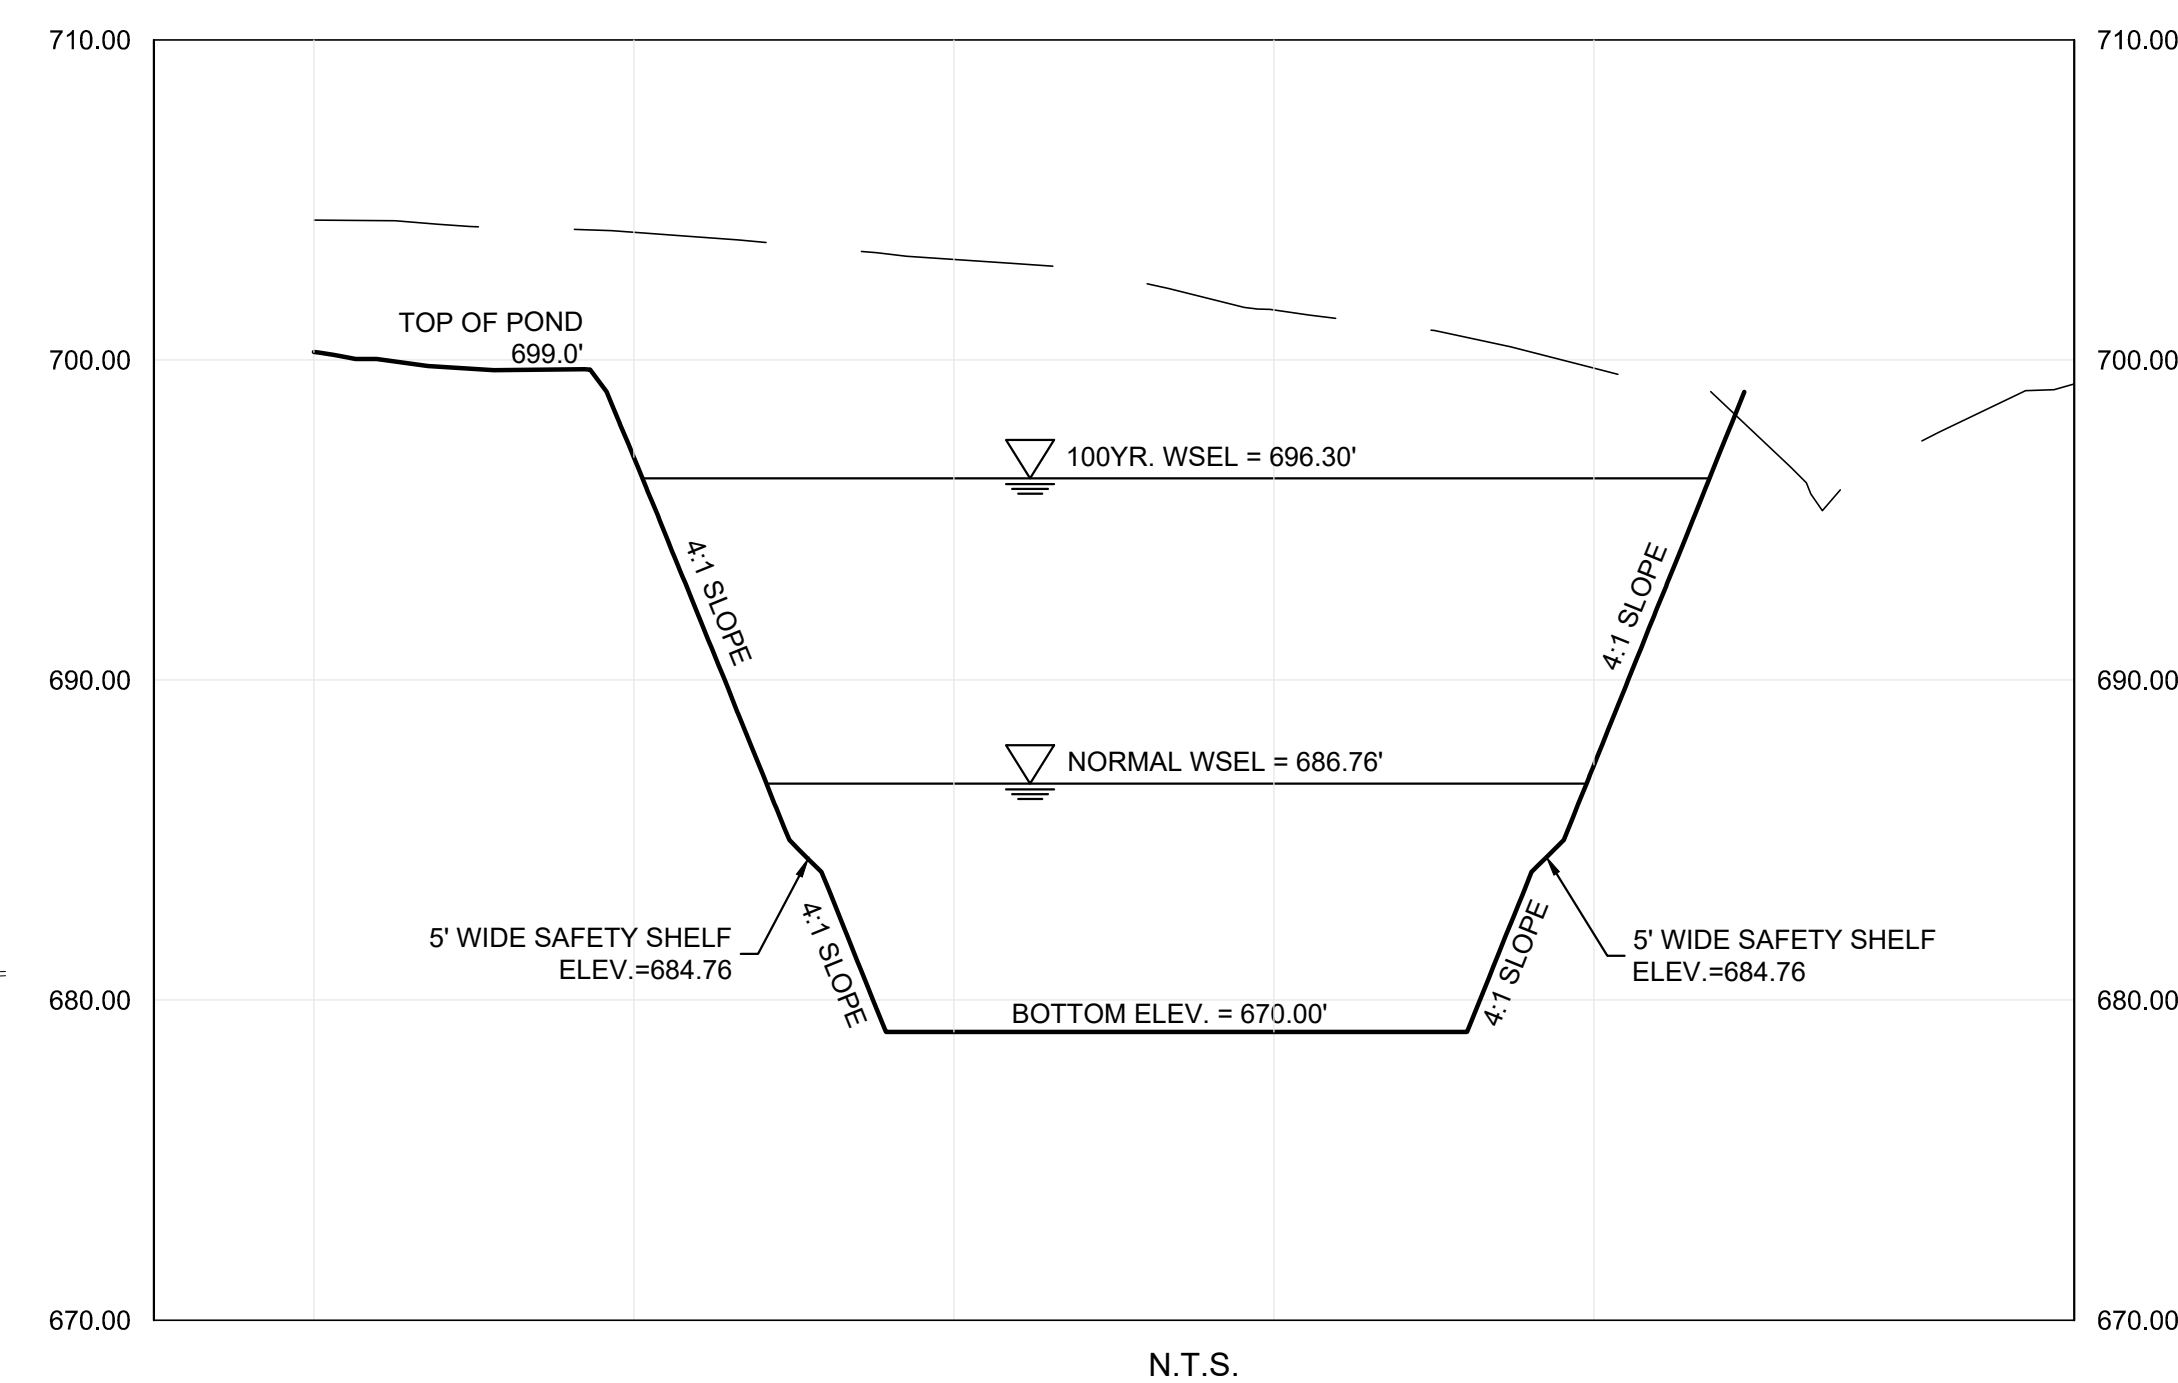 710.00 710.00
TOP OF POND
699.0'
700.00 700.00
100YR. WSEL = 696.30'
4:1 SLOPE 4:1 SLOPE
690.00 690.00
NORMAL WSEL = 686.76'
5' WIDE SAFETY SHELF
ELEV.=684.76
4:1 SLOPE 4:1 SLOPE
5' WIDE SAFETY SHELF
ELEV.=684.76
680.00 680.00
BOTTOM ELEV. = 670.00'
670.00 670.00
N.T.S.